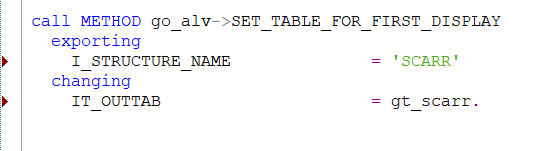 call METHOD go_alv->SET_TABLE_FOR_FIRST_DISPLAY
exporting
I_STRUCTURE_NAME = 'SCARR'
changing
IT_OUTTAB = gt_scarr.